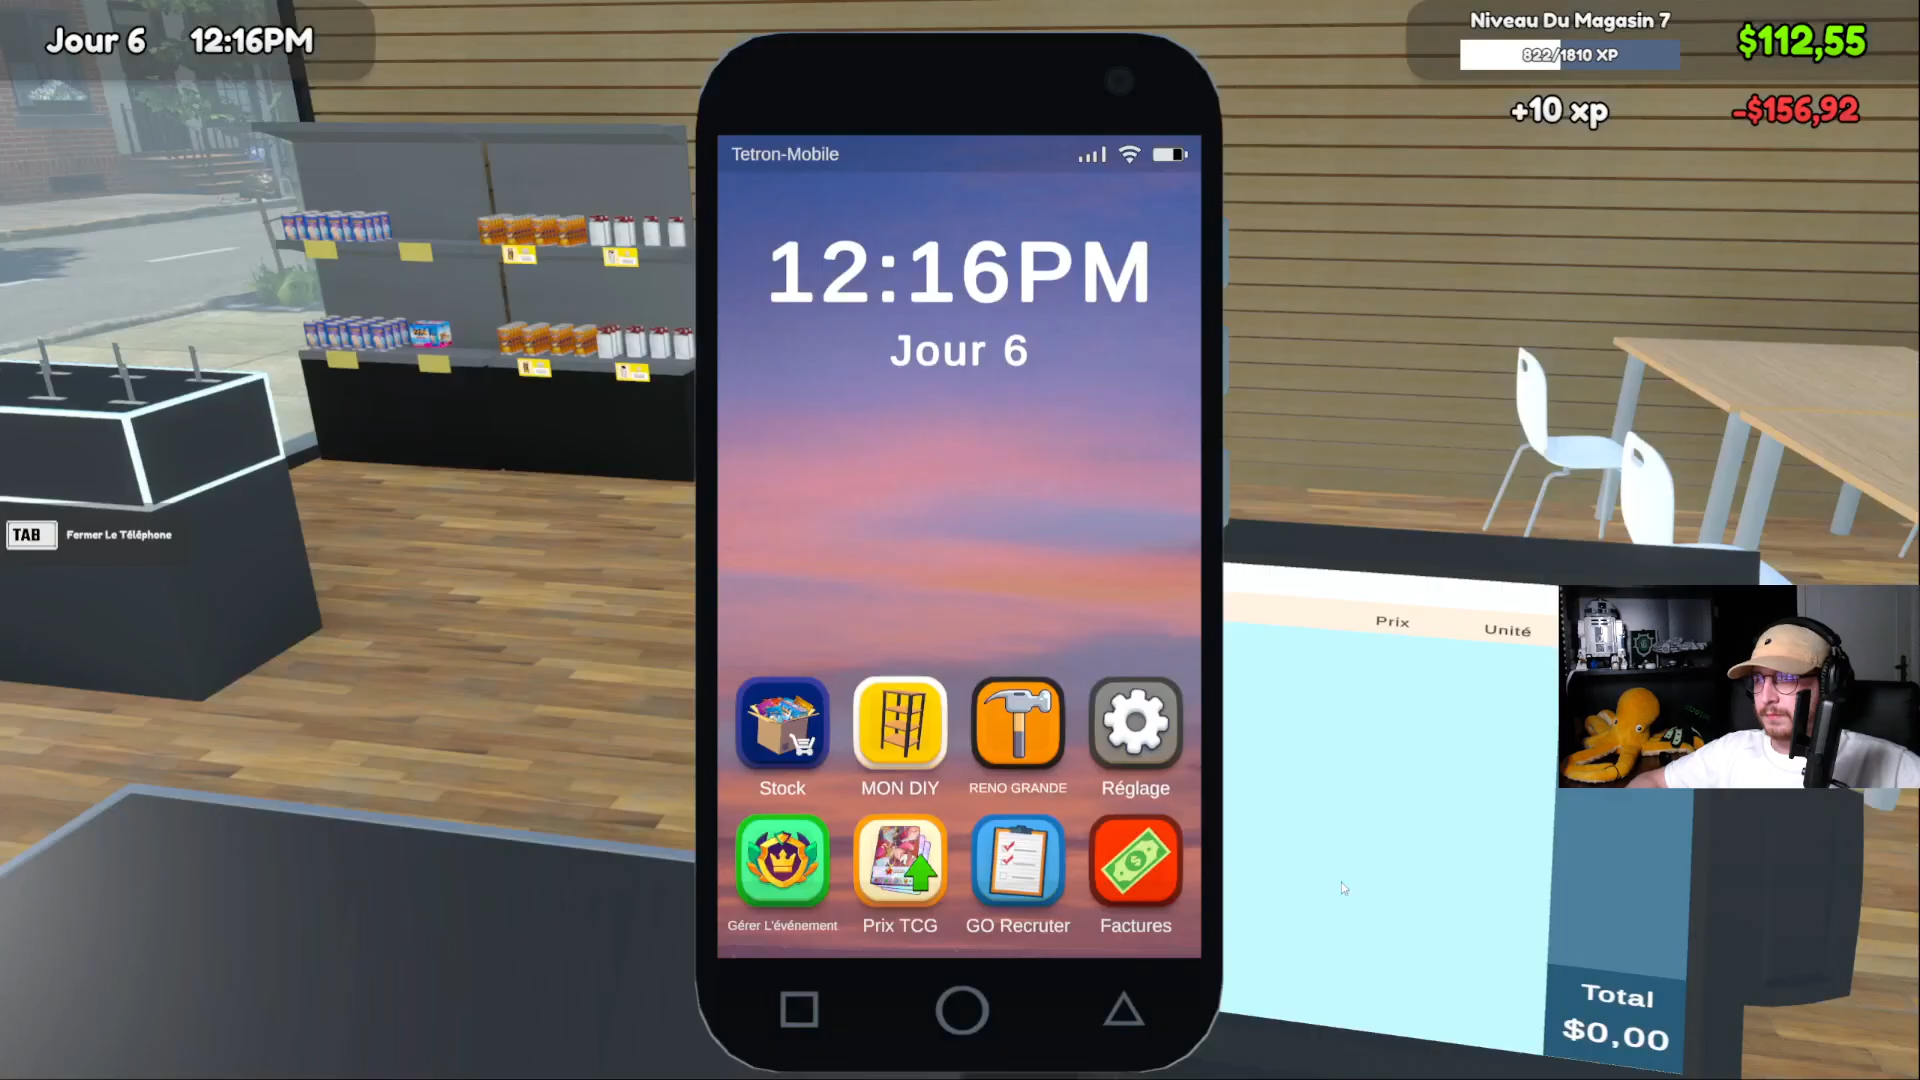 Jour 6 12:16PM
Niveau Du Magasin 7
822/1810 XP
$112,55
+10 xp
-$156,92
Tetron-Mobile
12:16PM
Jour 6
TAB Fermer Le Téléphone
Prix Unité
Stock
MON DIY
RENO GRANDE
Réglage
Gérer L'événement
Prix TCG
GO Recruter
Factures
Total
$0,00